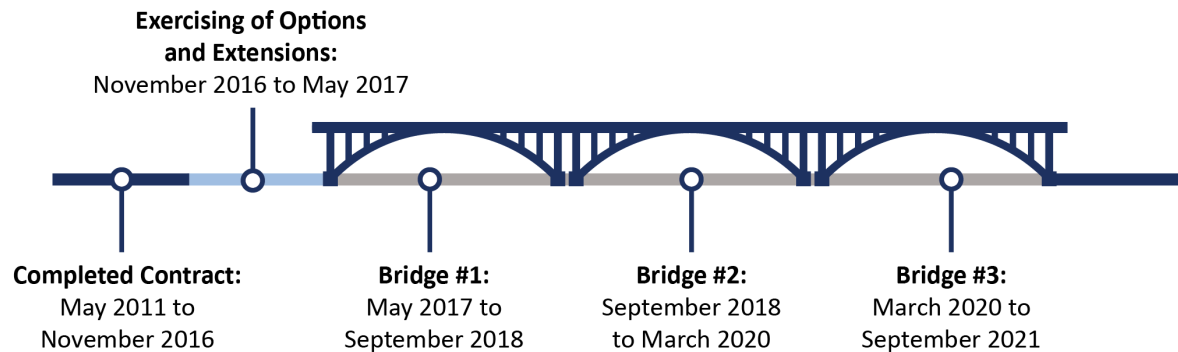 Exercising of Options
and Extensions:
November 2016 to May 2017
Completed Contract:
May 2011 to
November 2016
Bridge #1:
May 2017 to
September 2018
Bridge #2:
September 2018
to March 2020
Bridge #3:
March 2020 to
September 2021